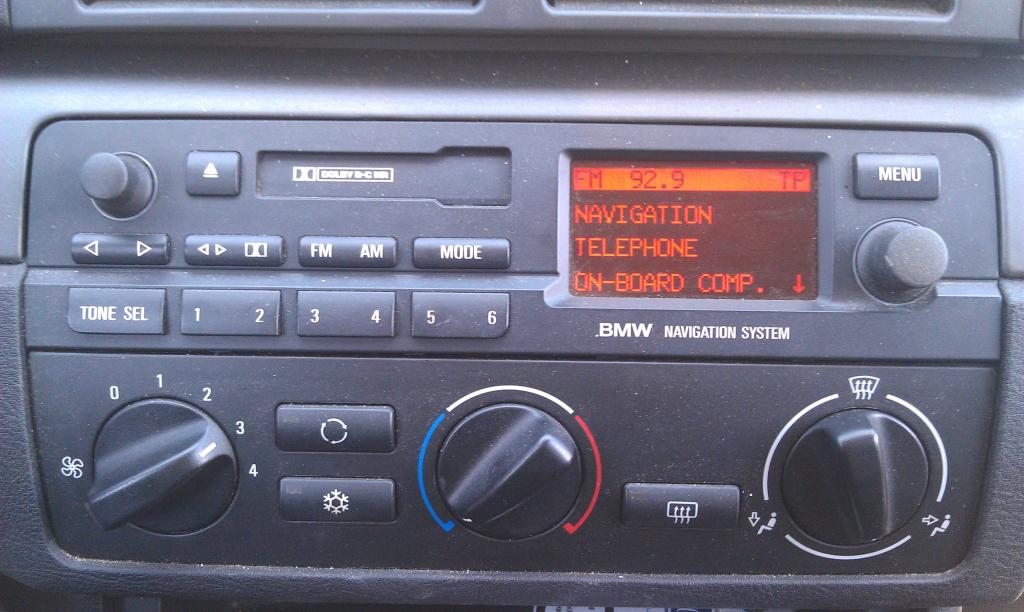 DOLBY B-C NR
FM 92.9 TP
MENU
NAVIGATION
TELEPHONE
ON-BOARD COMP.
FM AM
MODE
TONE SEL
1 2
3 4
5 6
BMW NAVIGATION SYSTEM
0 1 2 3 4